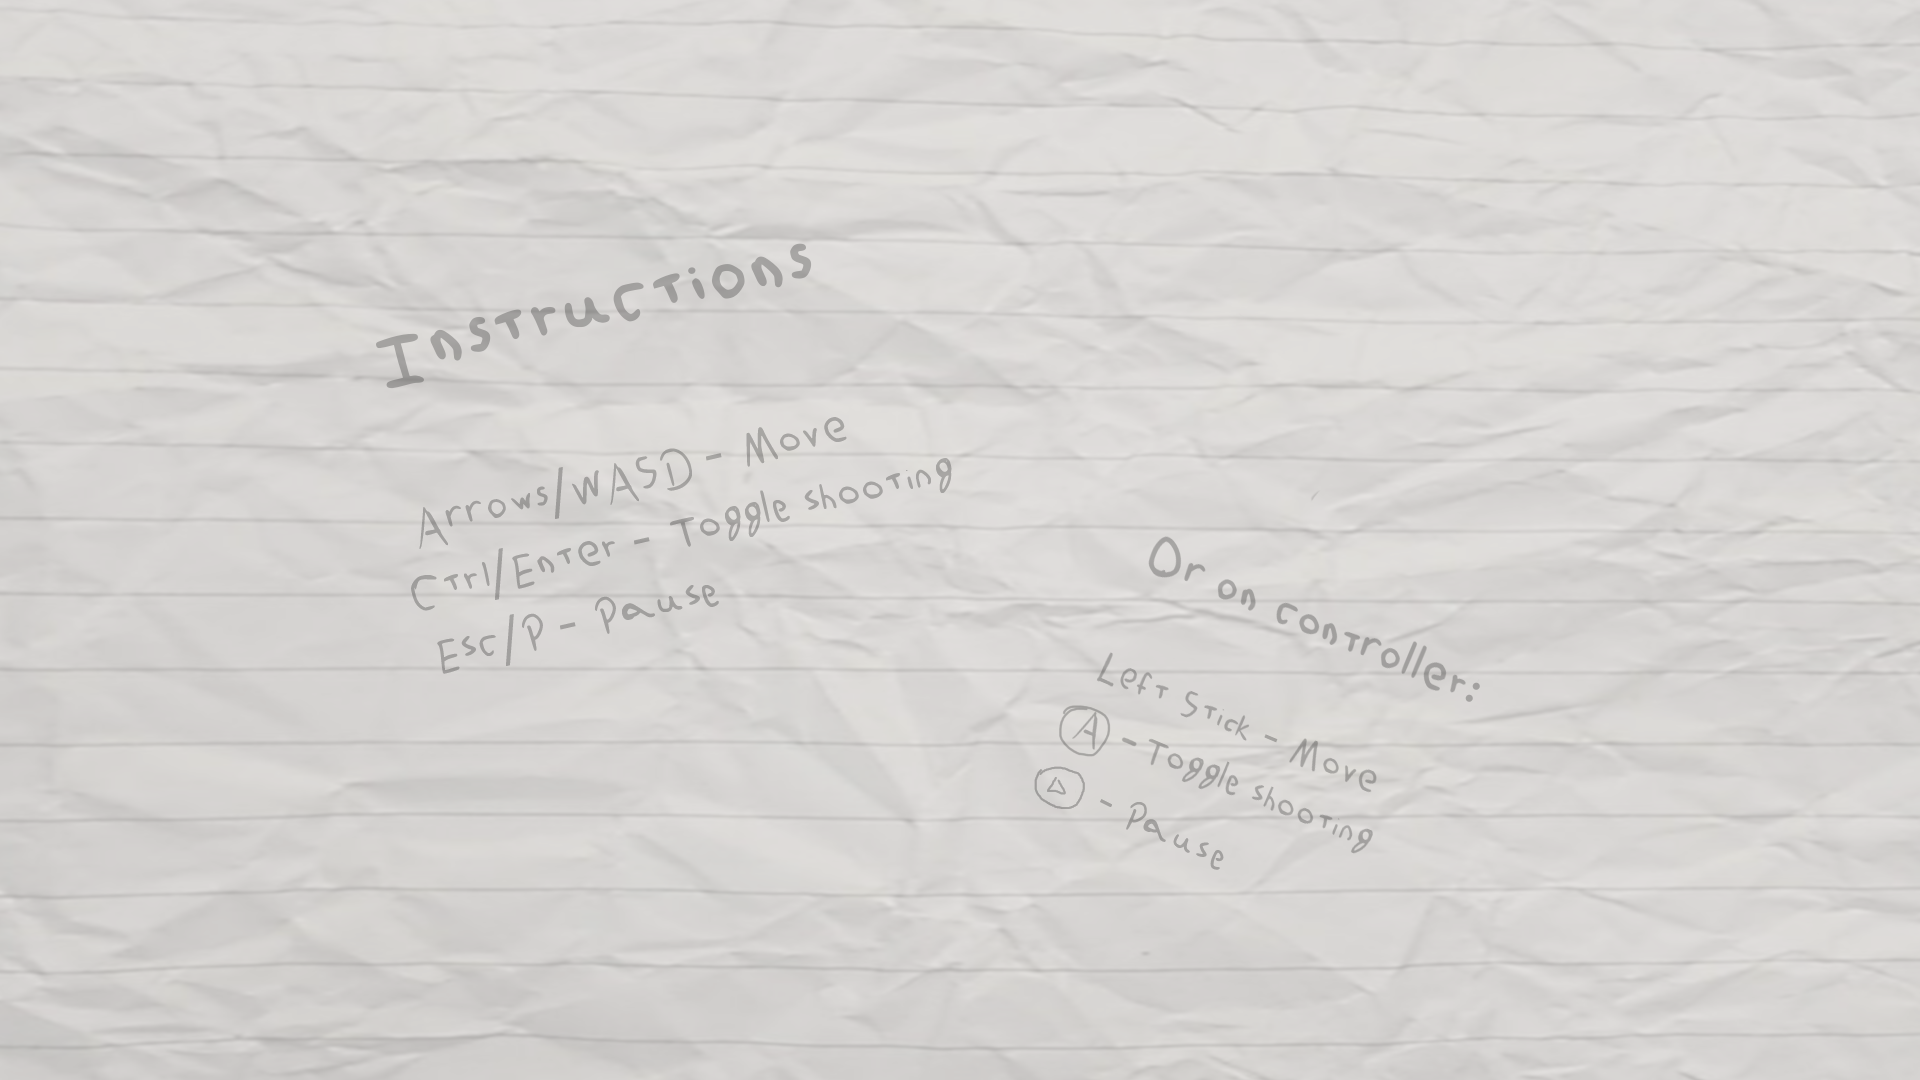 Instructions
Arrows/WASD - Move
Ctrl/Enter - Toggle shooting
Esc/P - Pause
Or on controller:
Left Stick - Move
A - Toggle shooting
△ - Pause